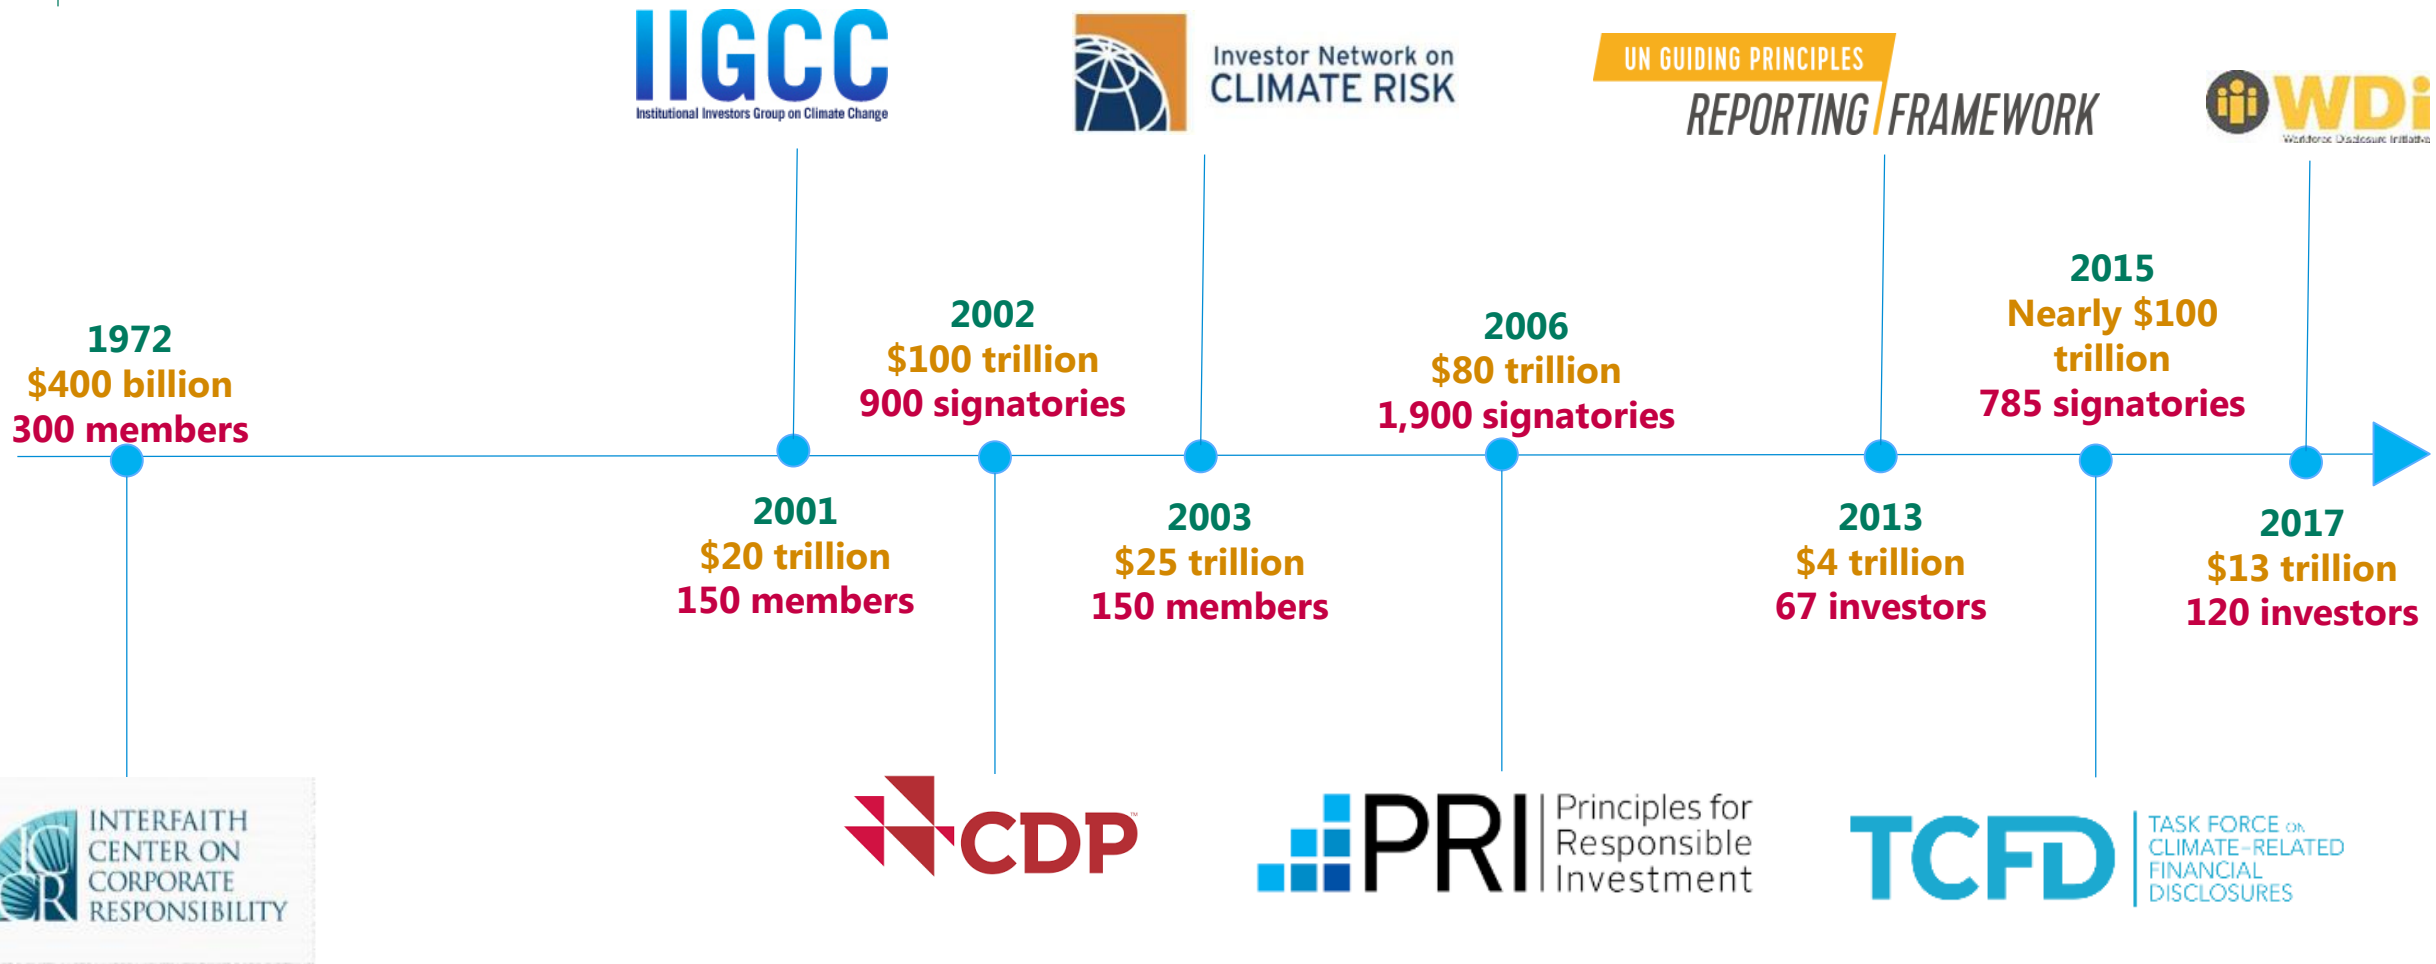 IIGCC
Institutional Investors Group on Climate Change
Investor Network on
CLIMATE RISK
UN GUIDING PRINCIPLES
REPORTING FRAMEWORK
WDi
Workforce Disclosure Initiative
1972
$400 billion
300 members
2002
$100 trillion
900 signatories
2006
$80 trillion
1,900 signatories
2015
Nearly $100
trillion
785 signatories
2001
$20 trillion
150 members
2003
$25 trillion
150 members
2013
$4 trillion
67 investors
2017
$13 trillion
120 investors
ICCR
INTERFAITH
CENTER ON
CORPORATE
RESPONSIBILITY
CDP
PRI
Principles for
Responsible
Investment
TCFD
TASK FORCE ON
CLIMATE-RELATED
FINANCIAL
DISCLOSURES